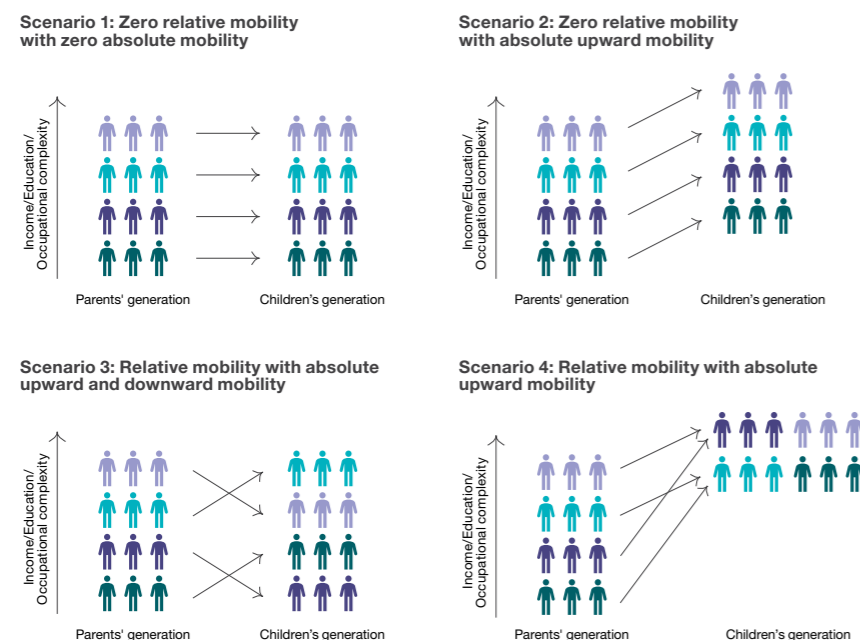 Scenario 1: Zero relative mobility
with zero absolute mobility
Income/Education/
Occupational complexity
Parents' generation
Children's generation
Scenario 2: Zero relative mobility
with absolute upward mobility
Income/Education/
Occupational complexity
Parents' generation
Children's generation
Scenario 3: Relative mobility with absolute
upward and downward mobility
Income/Education/
Occupational complexity
Parents' generation
Children's generation
Scenario 4: Relative mobility with absolute
upward mobility
Income/Education/
Occupational complexity
Parents' generation
Children's generation